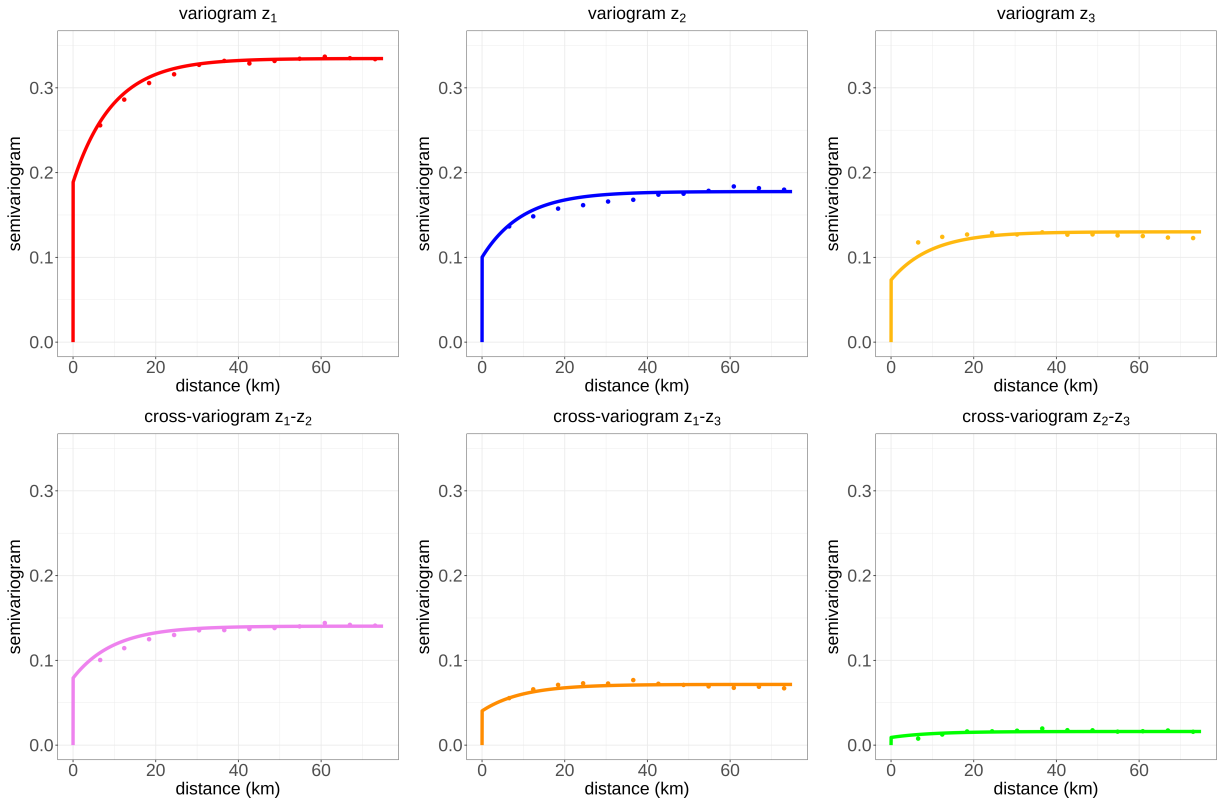 variogram z₁
semivariogram
0.3
0.2
0.1
0.0
0 20 40 60
distance (km)
variogram z₂
semivariogram
0.3
0.2
0.1
0.0
0 20 40 60
distance (km)
variogram z₃
semivariogram
0.3
0.2
0.1
0.0
0 20 40 60
distance (km)
cross-variogram z₁-z₂
semivariogram
0.3
0.2
0.1
0.0
0 20 40 60
distance (km)
cross-variogram z₁-z₃
semivariogram
0.3
0.2
0.1
0.0
0 20 40 60
distance (km)
cross-variogram z₂-z₃
semivariogram
0.3
0.2
0.1
0.0
0 20 40 60
distance (km)